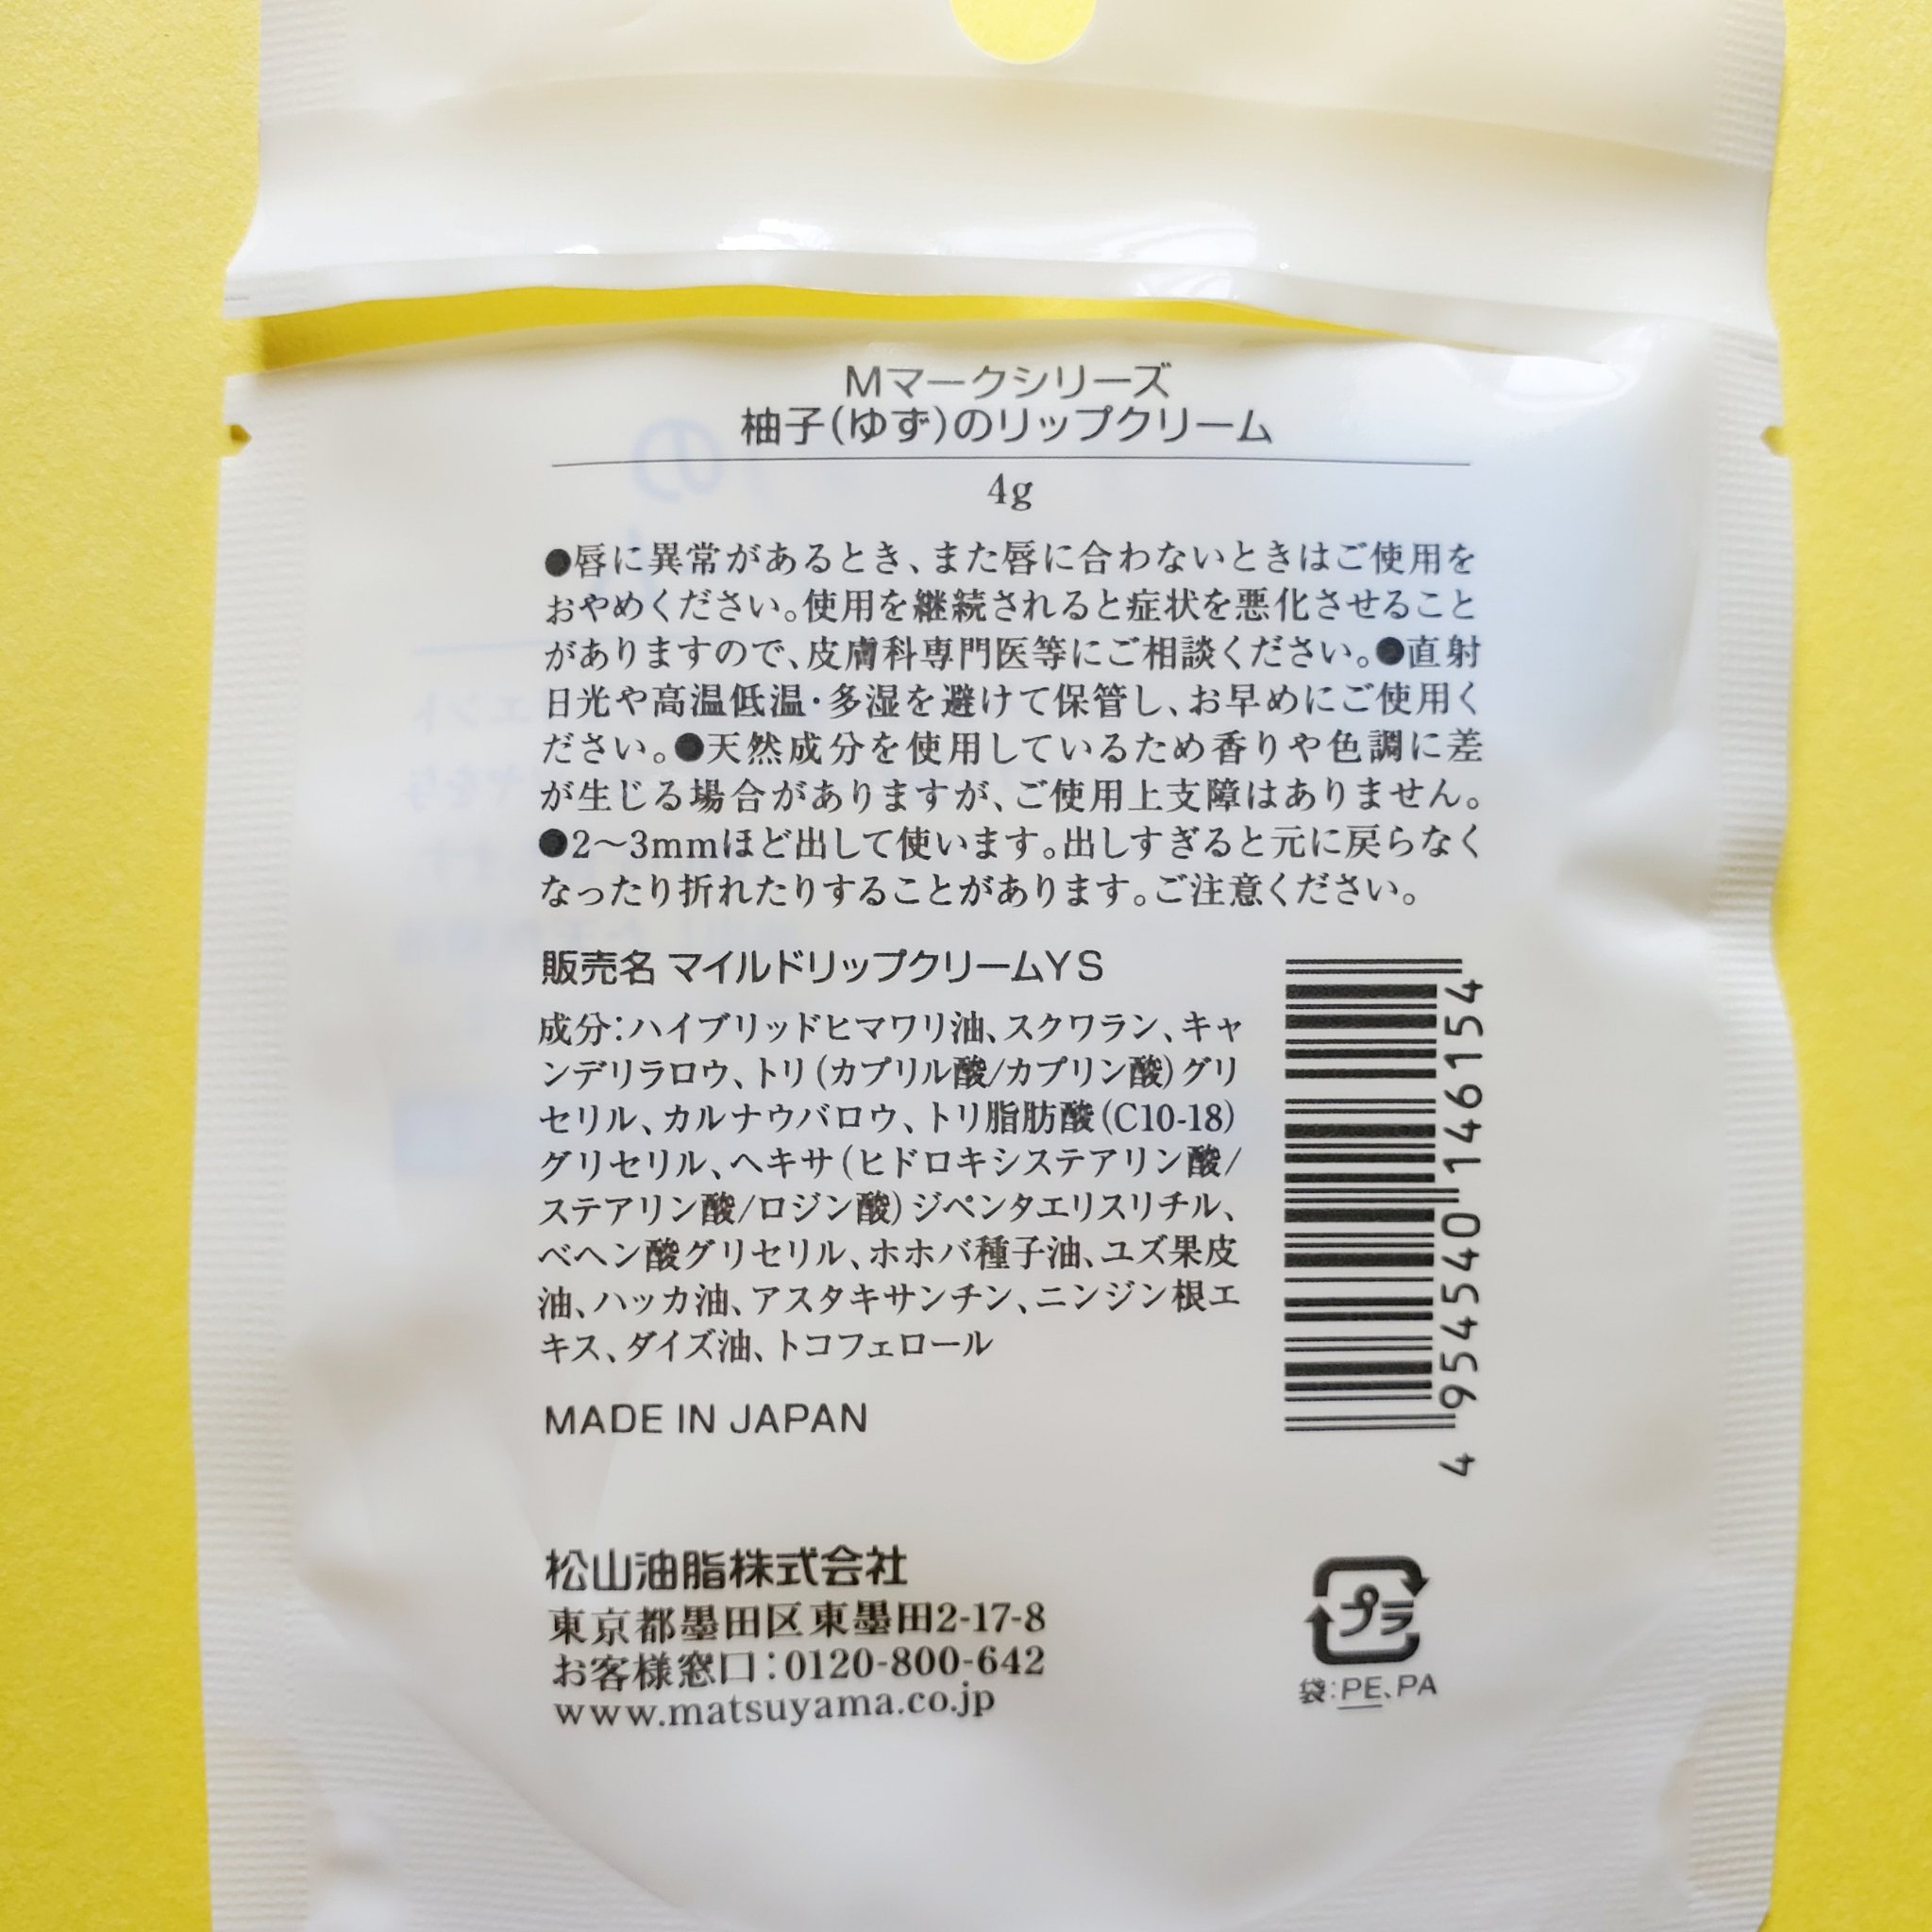 Mマークシリーズ
柚子(ゆず)のリップクリーム
4g
●唇に異常があるとき、また唇に合わないときはご使用を
おやめください。使用を継続されると症状を悪化させること
がありますので、皮膚科専門医等にご相談ください。●直射
日光や高温低温・多湿を避けて保管し、お早めにご使用く
ださい。●天然成分を使用しているため香りや色調に差
が生じる場合がありますが、ご使用上支障はありません。
●2〜3mmほど出して使います。出しすぎると元に戻らなく
なったり折れたりすることがあります。ご注意ください。
販売名 マイルドリップクリームYS
成分:ハイブリッドヒマワリ油、スクワラン、キャ
ンデリラロウ、トリ(カプリル酸/カプリン酸)グリ
セリル、カルナウバロウ、トリ脂肪酸(C10-18)
グリセリル、ヘキサ(ヒドロキシステアリン酸/
ステアリン酸/ロジン酸)ジペンタエリスリチル、
ベヘン酸グリセリル、ホホバ種子油、ユズ果皮
油、ハッカ油、アスタキサンチン、ニンジン根エ
キス、ダイズ油、トコフェロール
MADE IN JAPAN
4 954540 146154
松山油脂株式会社
東京都墨田区東墨田2-17-8
お客様窓口:0120-800-642
www.matsuyama.co.jp
プラ
袋:PE、PA